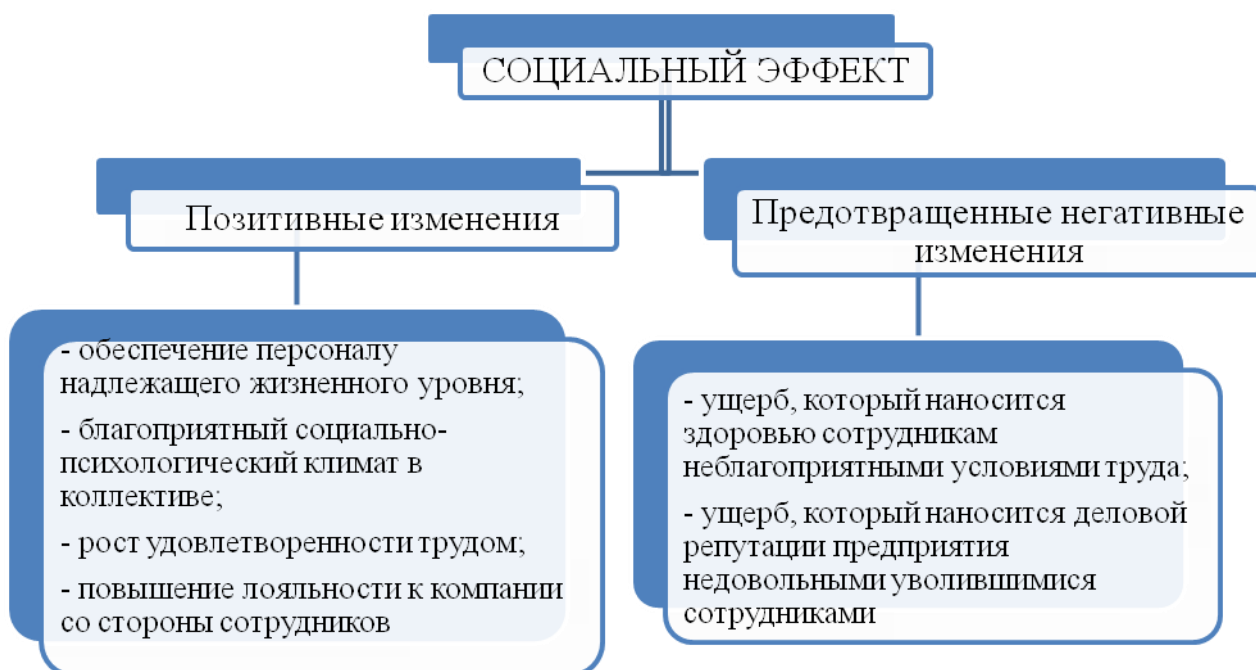 СОЦИАЛЬНЫЙ ЭФФЕКТ
Позитивные изменения
Предотвращенные негативные
изменения
- обеспечение персоналу
надлежащего жизненного уровня;
- благоприятный социально-
психологический климат в
коллективе;
- рост удовлетворенности трудом;
- повышение лояльности к компании
со стороны сотрудников
- ущерб, который наносится
здоровью сотрудникам
неблагоприятными условиями труда;
- ущерб, который наносится деловой
репутации предприятия
недовольными уволившимися
сотрудниками